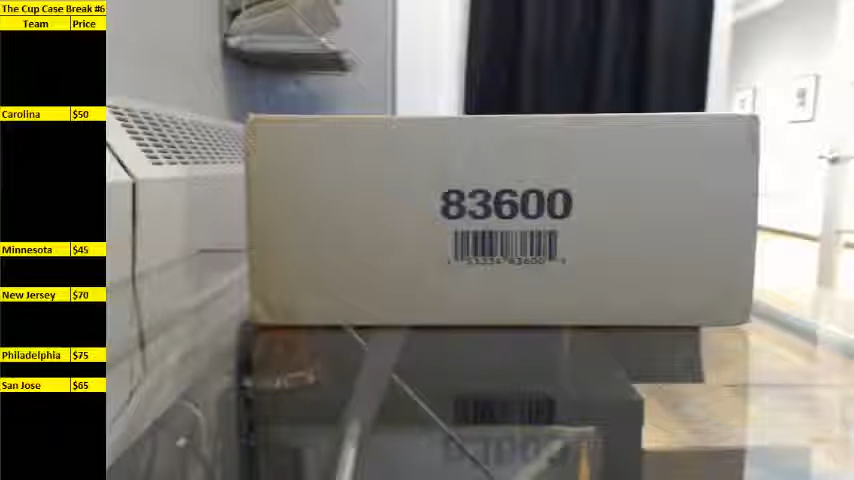 The Cup Case Break #6
Team Price
Carolina $50
Minnesota $45
New Jersey $70
Philadelphia $75
San Jose $65
83600